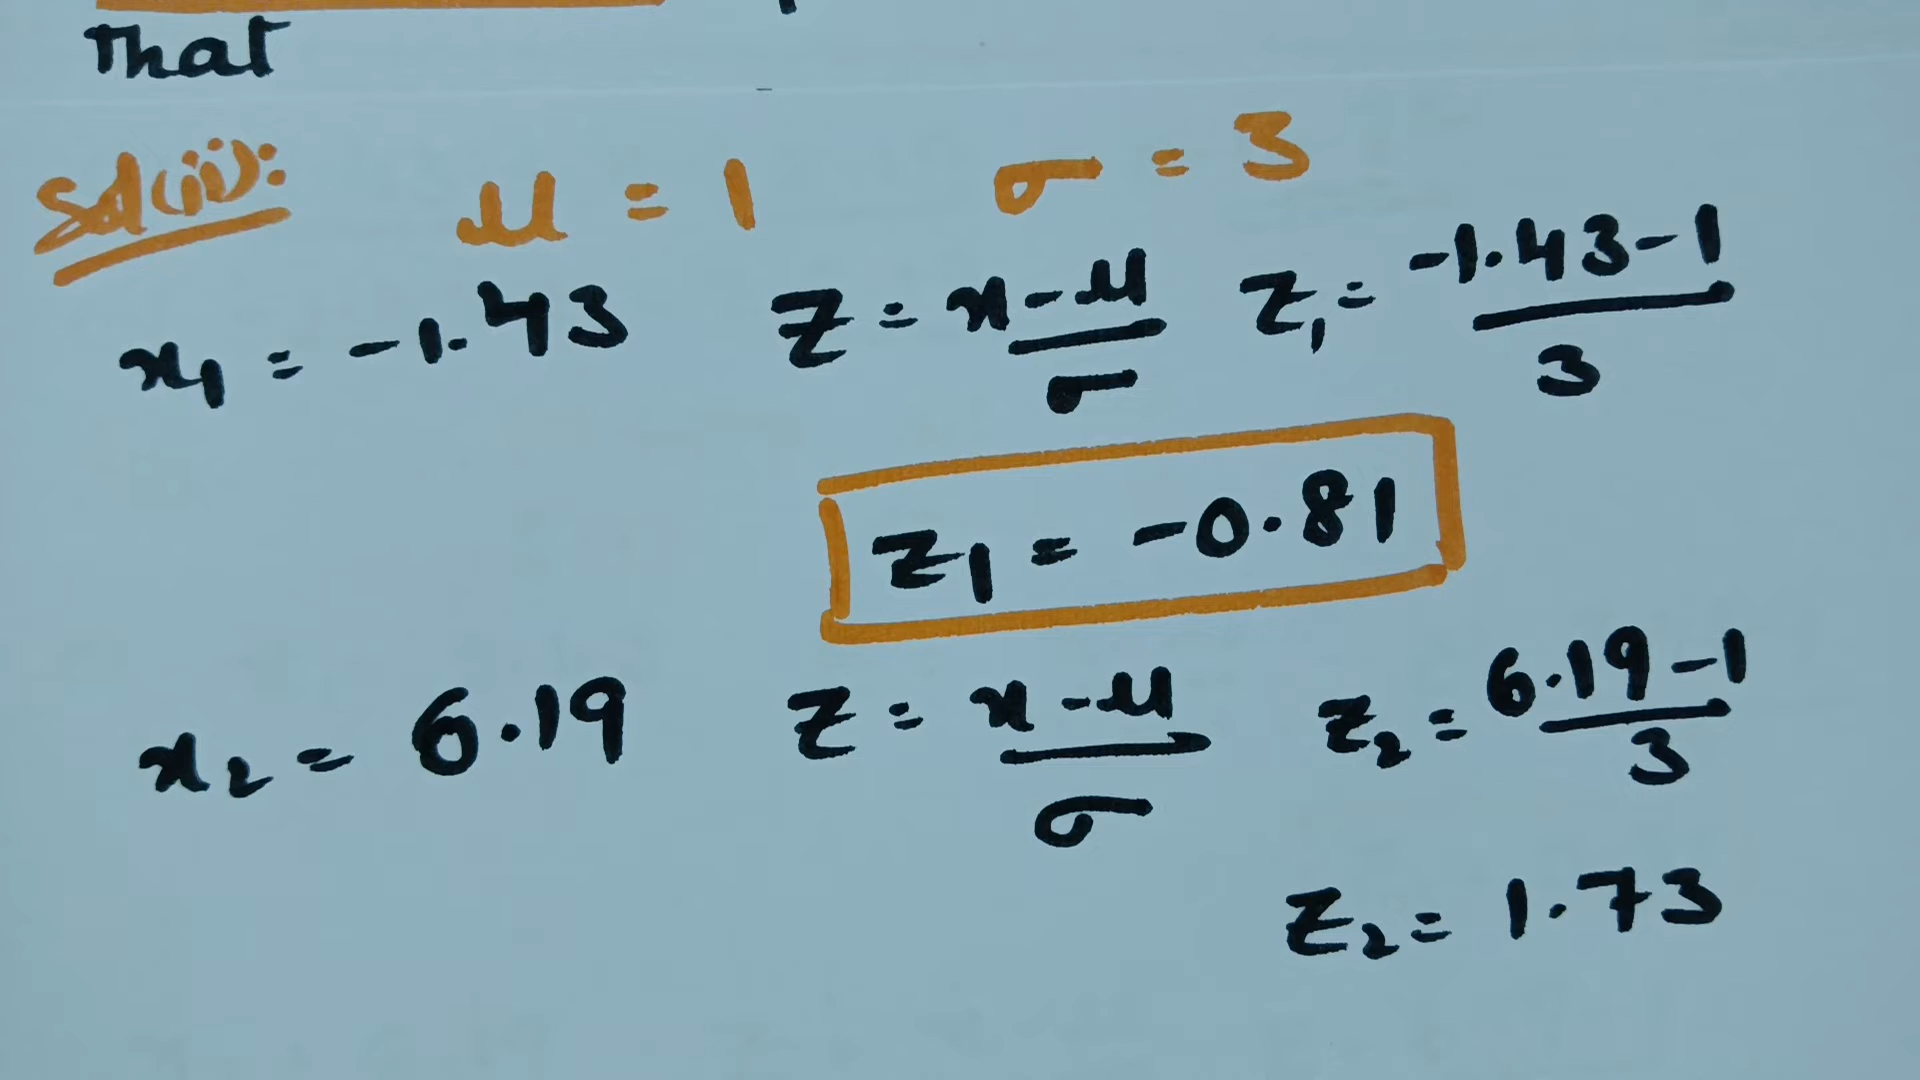 that
Sol (ii):
μ = 1 σ = 3
x₁ = -1.43 Z = x-μ/σ Z₁ = -1.43-1/3
Z₁ = -0.81
x₂ = 6.19 Z = x-μ/σ Z₂ = 6.19-1/3
Z₂ = 1.73